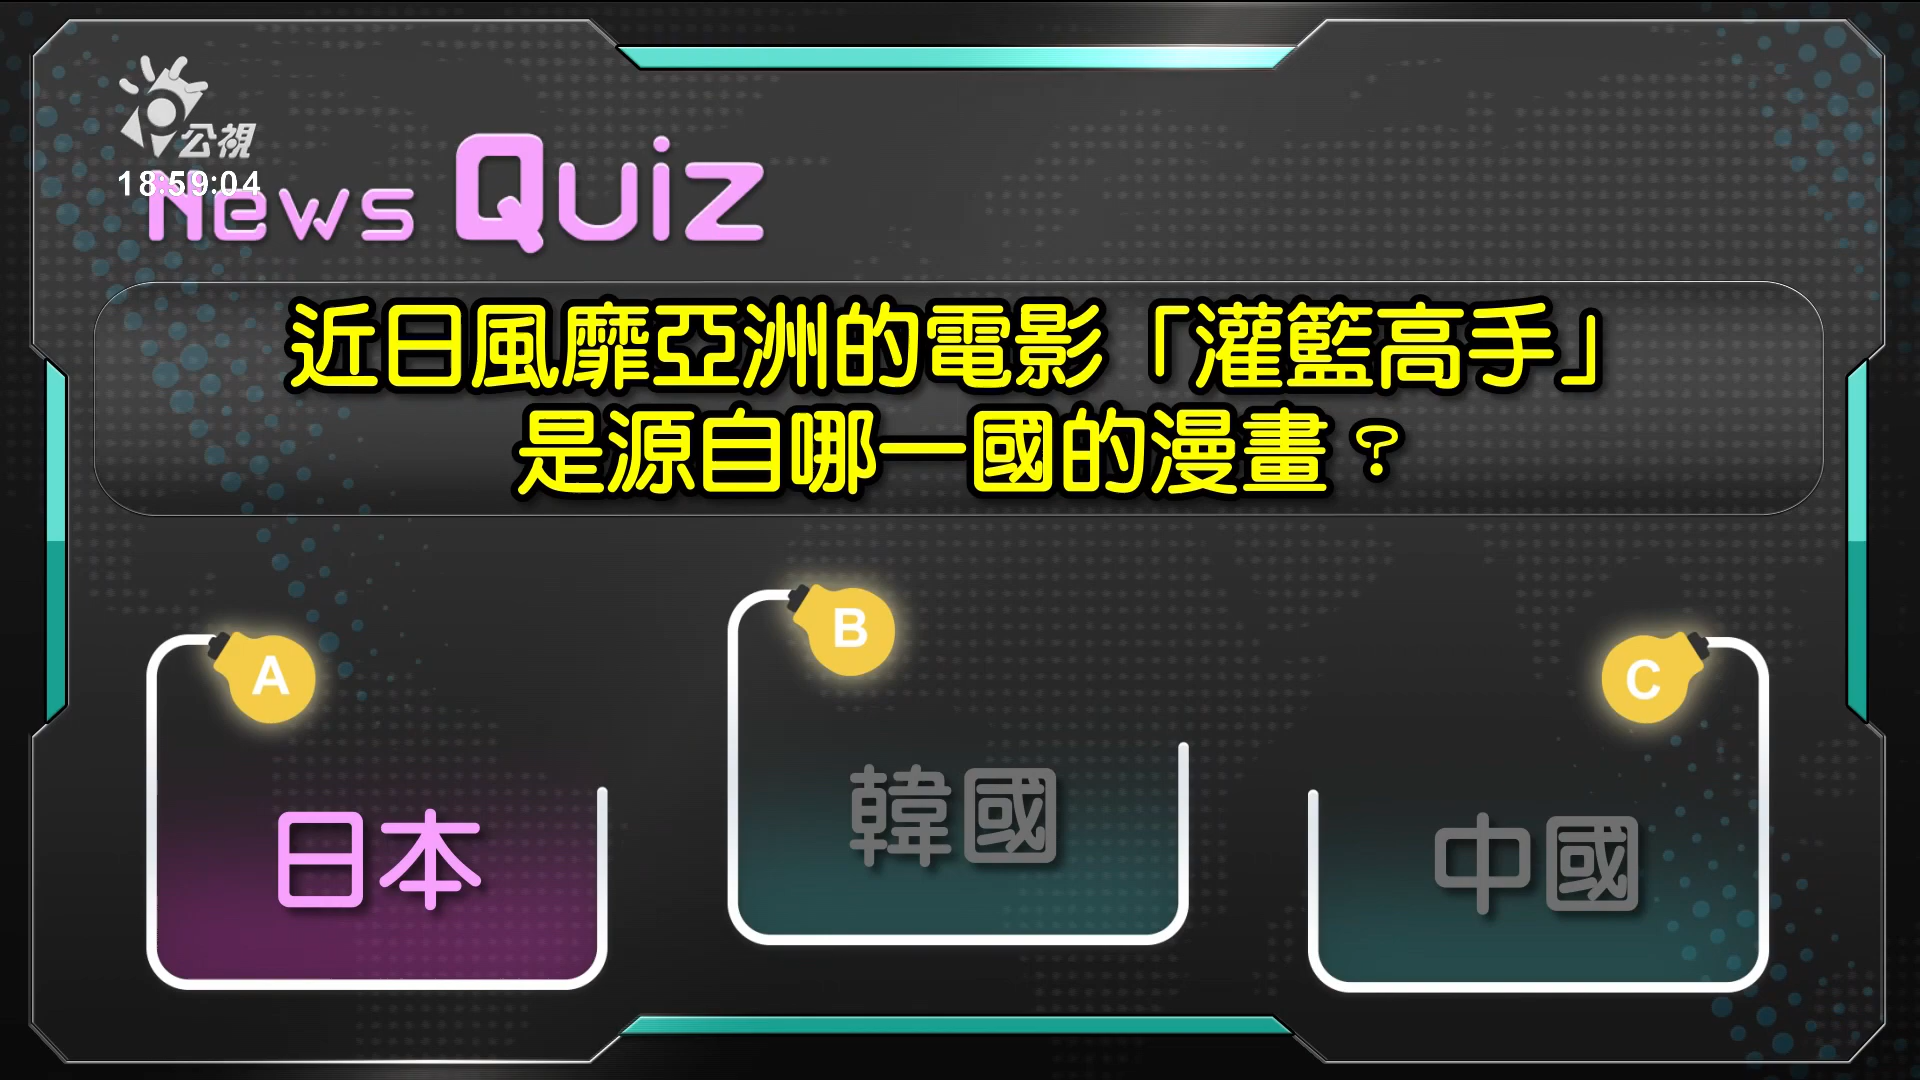 公視
18:59:04
News Quiz
近日風靡亞洲的電影「灌籃高手」
是源自哪一國的漫畫？
A
日本
B
韓國
C
中國